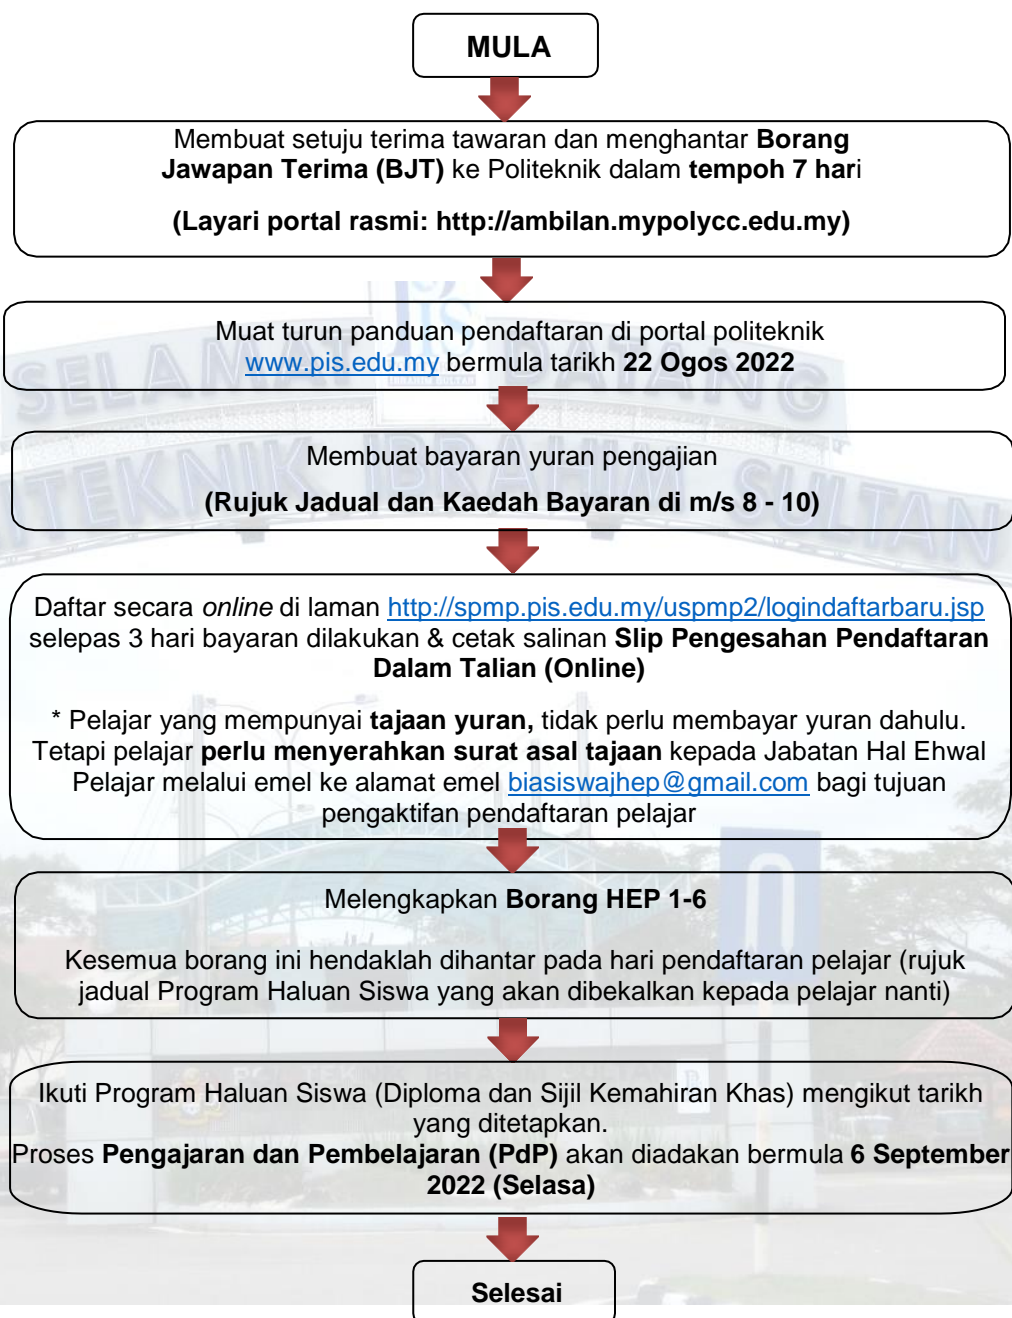 MULA
Membuat setuju terima tawaran dan menghantar Borang
Jawapan Terima (BJT) ke Politeknik dalam tempoh 7 hari
(Layari portal rasmi: http://ambilan.mypolycc.edu.my)
Muat turun panduan pendaftaran di portal politeknik
www.pis.edu.my bermula tarikh 22 Ogos 2022
SELAMAT DATANG
IBRAHIM SULTAN
Membuat bayaran yuran pengajian
(Rujuk Jadual dan Kaedah Bayaran di m/s 8 - 10)
LITEKNIK IBRAHIM SULTAN
Daftar secara online di laman http://spmp.pis.edu.my/uspmp2/logindaftarbaru.jsp
selepas 3 hari bayaran dilakukan & cetak salinan Slip Pengesahan Pendaftaran
Dalam Talian (Online)
* Pelajar yang mempunyai tajaan yuran, tidak perlu membayar yuran dahulu.
Tetapi pelajar perlu menyerahkan surat asal tajaan kepada Jabatan Hal Ehwal
Pelajar melalui emel ke alamat emel biasiswajhep@gmail.com bagi tujuan
pengaktifan pendaftaran pelajar
Melengkapkan Borang HEP 1-6
Kesemua borang ini hendaklah dihantar pada hari pendaftaran pelajar (rujuk
jadual Program Haluan Siswa yang akan dibekalkan kepada pelajar nanti)
Ikuti Program Haluan Siswa (Diploma dan Sijil Kemahiran Khas) mengikut tarikh
yang ditetapkan.
Proses Pengajaran dan Pembelajaran (PdP) akan diadakan bermula 6 September
2022 (Selasa)
Selesai